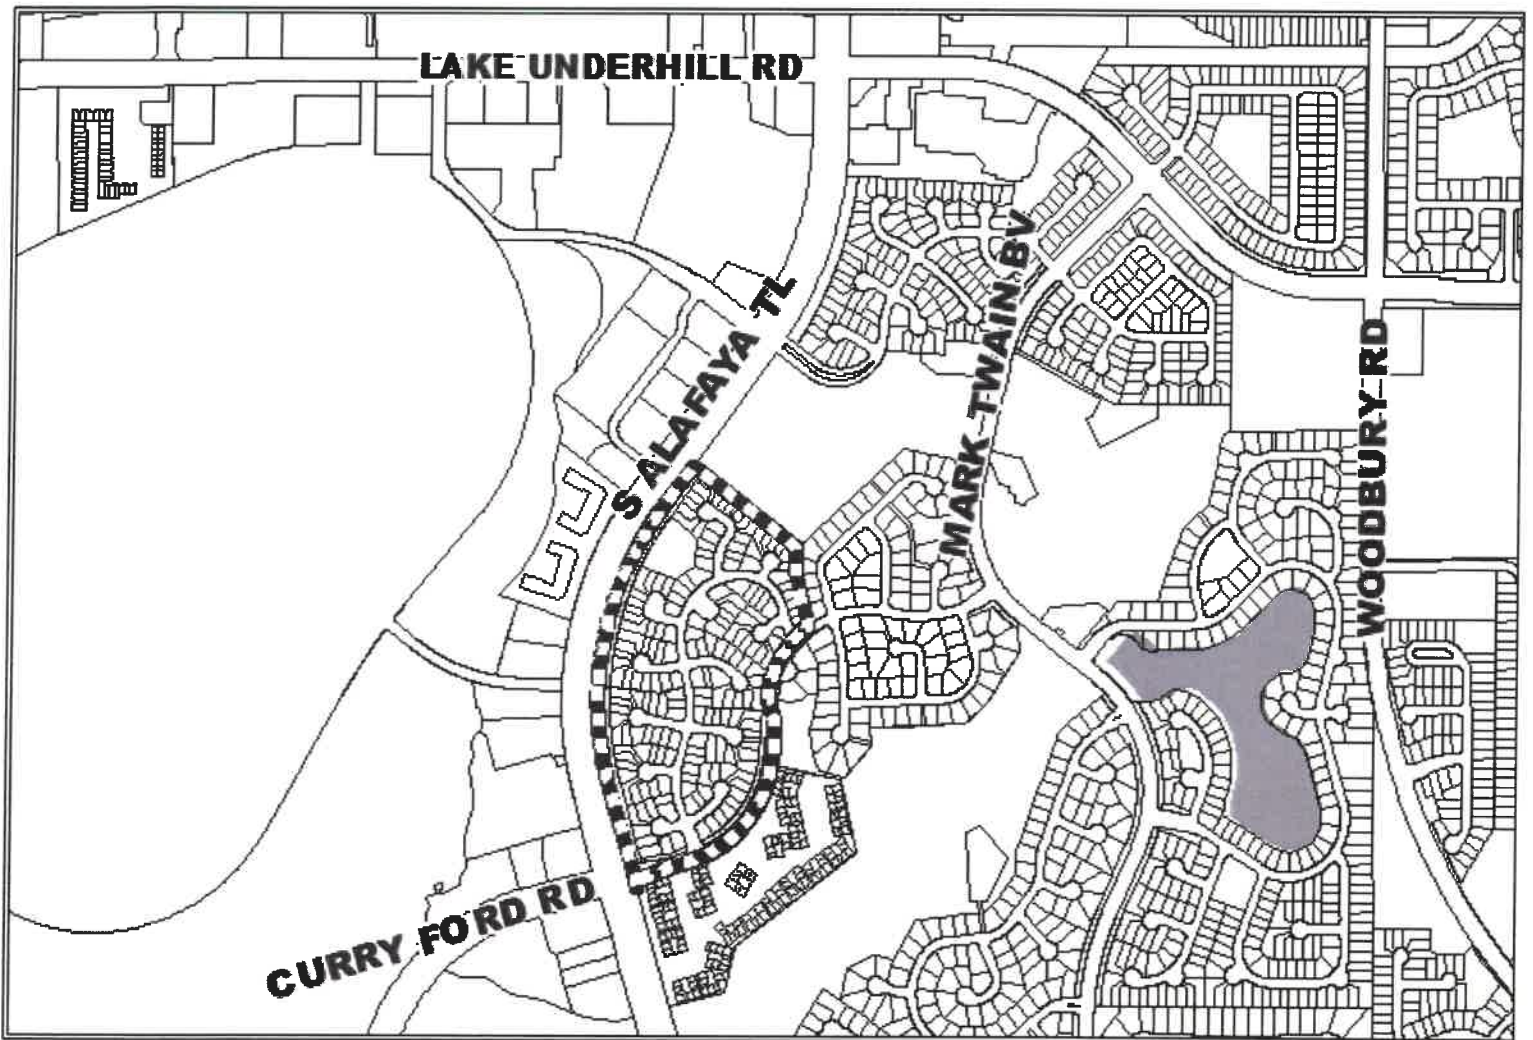 LAKE UNDERHILL RD
S ALAFAYA TL
MARK TWAIN BV
WOODBURY RD
CURRY FORD RD